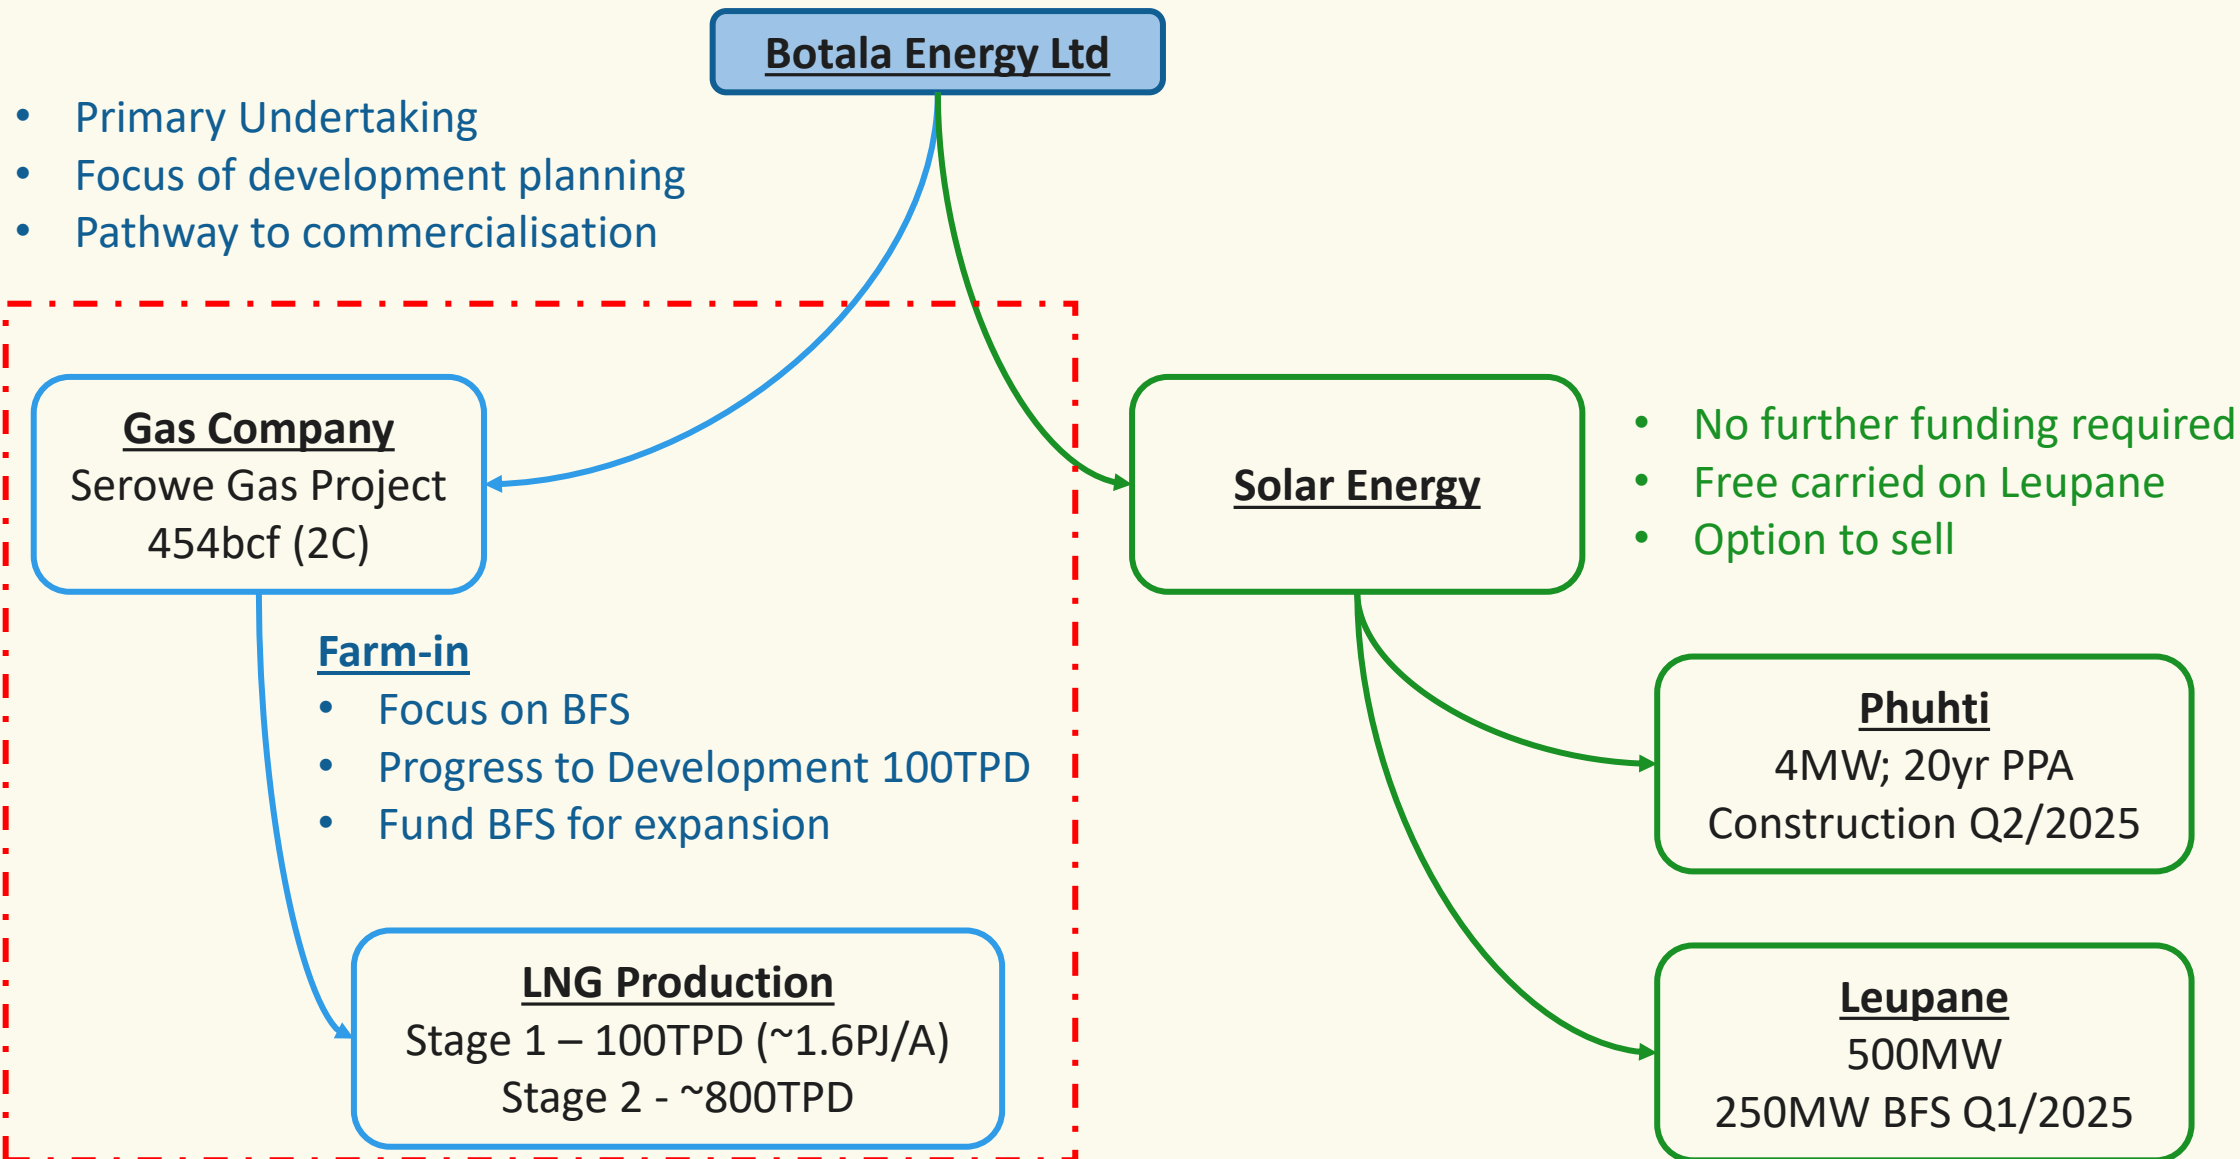 Botala Energy Ltd
• Primary Undertaking
• Focus of development planning
• Pathway to commercialisation
Gas Company
Serowe Gas Project
454bcf (2C)
Solar Energy
• No further funding required
• Free carried on Leupane
• Option to sell
Farm-in
• Focus on BFS
• Progress to Development 100TPD
• Fund BFS for expansion
Phuhti
4MW; 20yr PPA
Construction Q2/2025
LNG Production
Stage 1 – 100TPD (~1.6PJ/A)
Stage 2 - ~800TPD
Leupane
500MW
250MW BFS Q1/2025